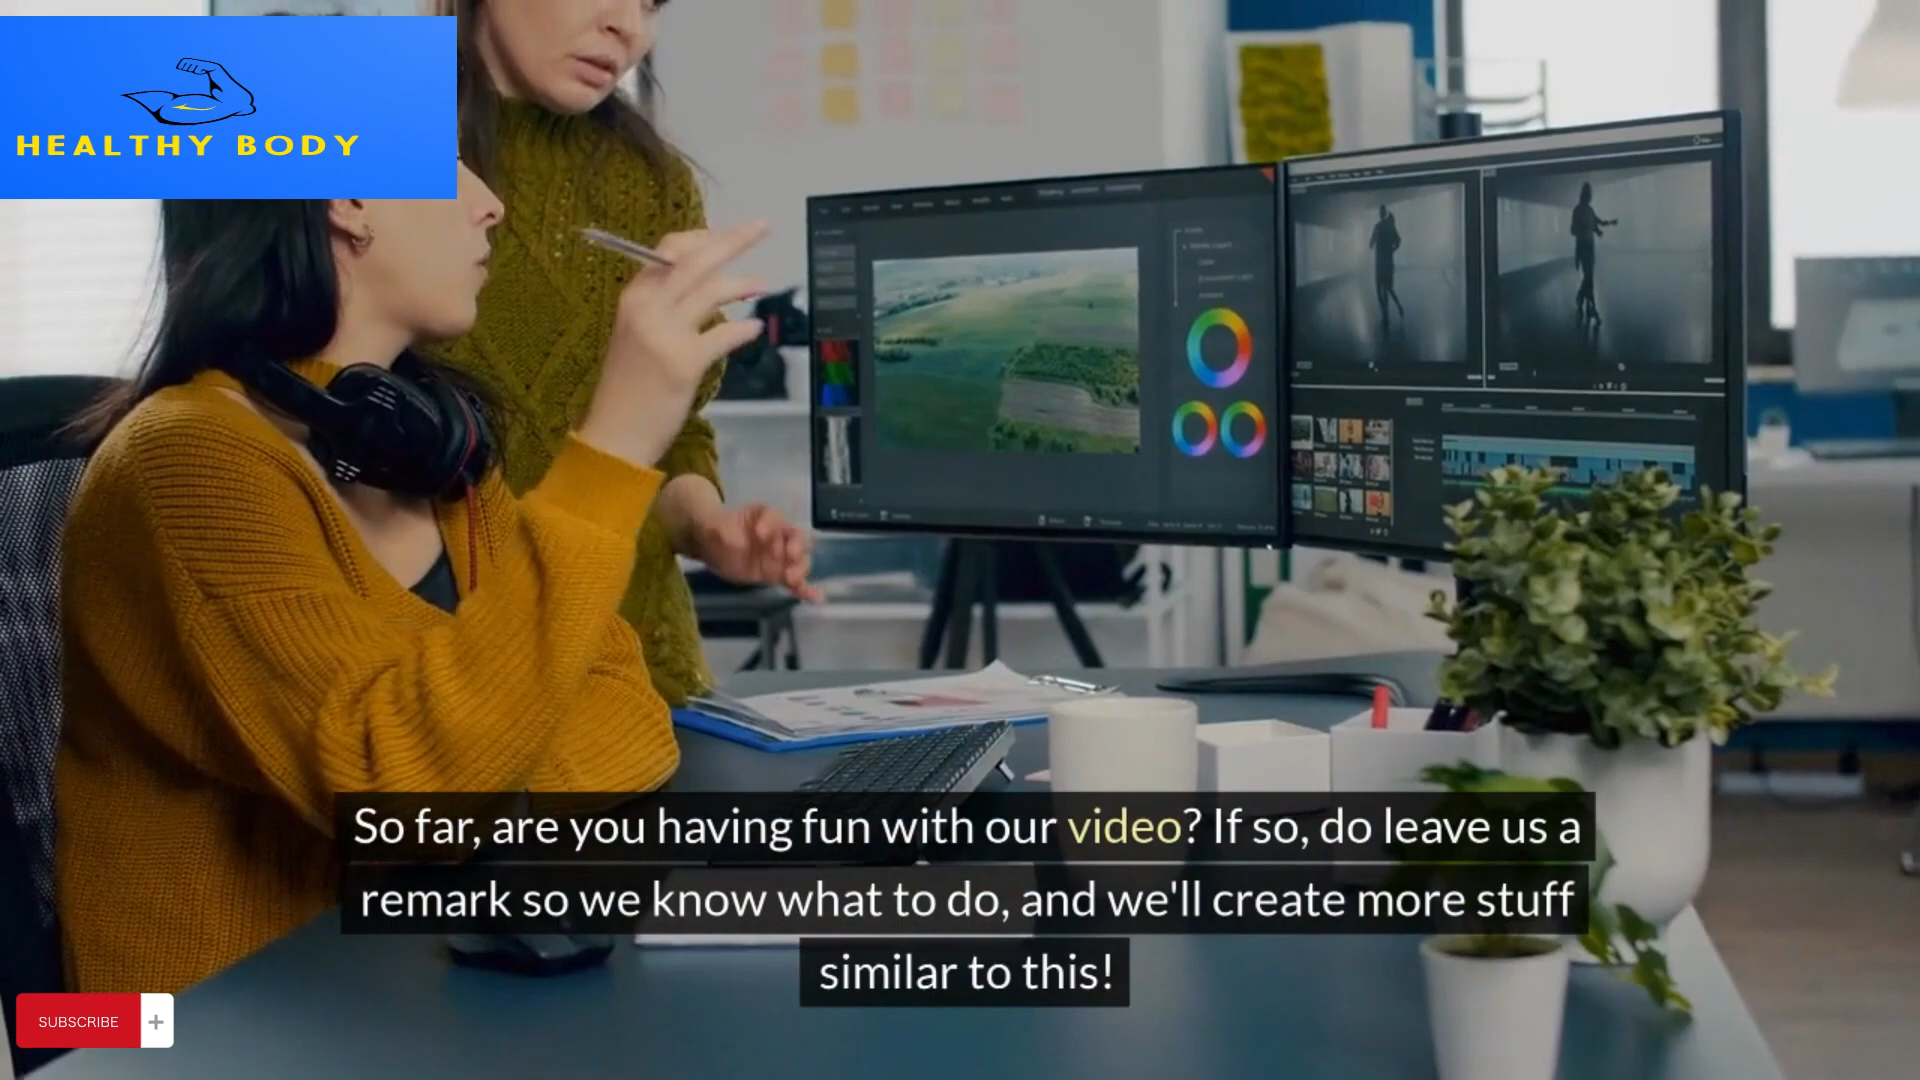 HEALTHY BODY
So far, are you having fun with our video? If so, do leave us a
remark so we know what to do, and we'll create more stuff
similar to this!
SUBSCRIBE +